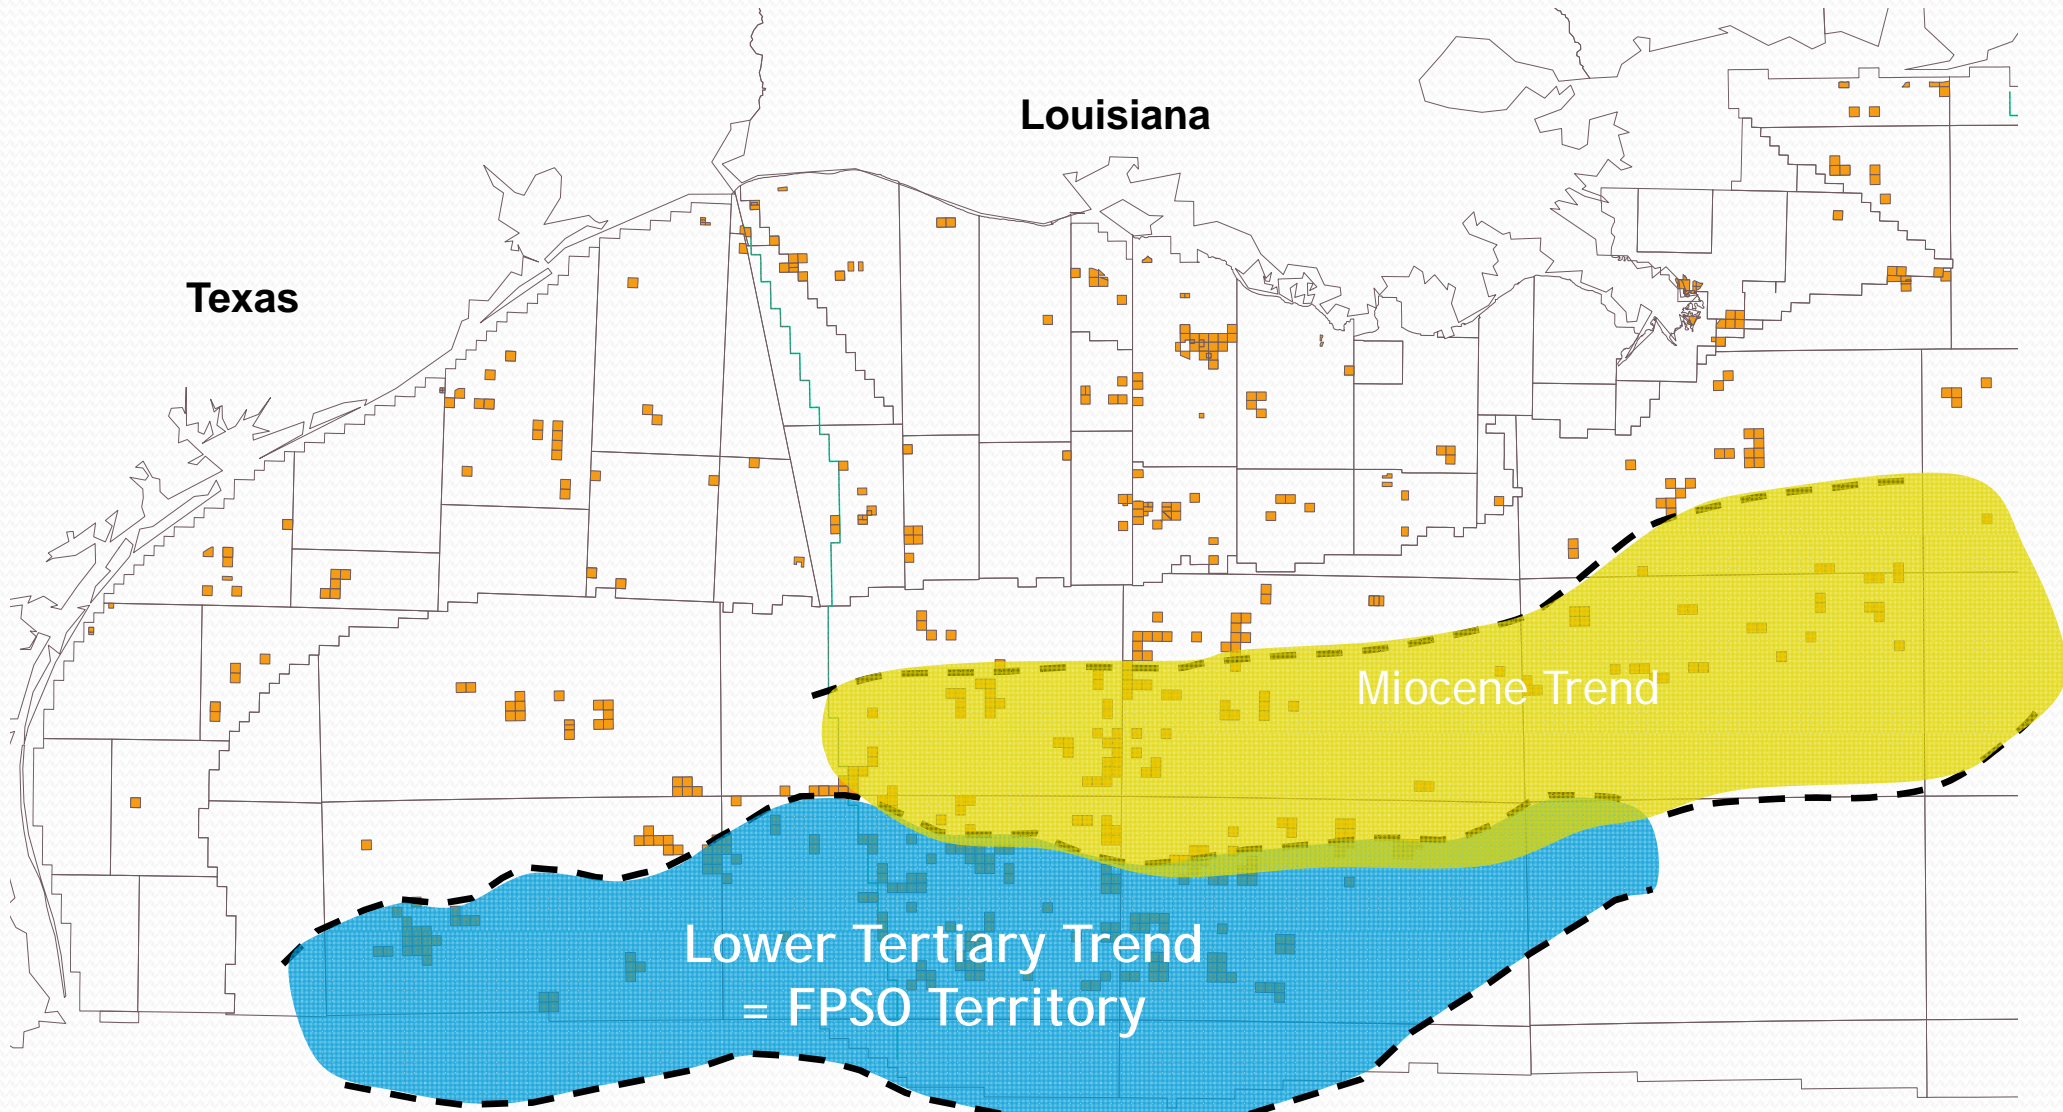 Louisiana
Texas
Miocene Trend
Lower Tertiary Trend
= FPSO Territory